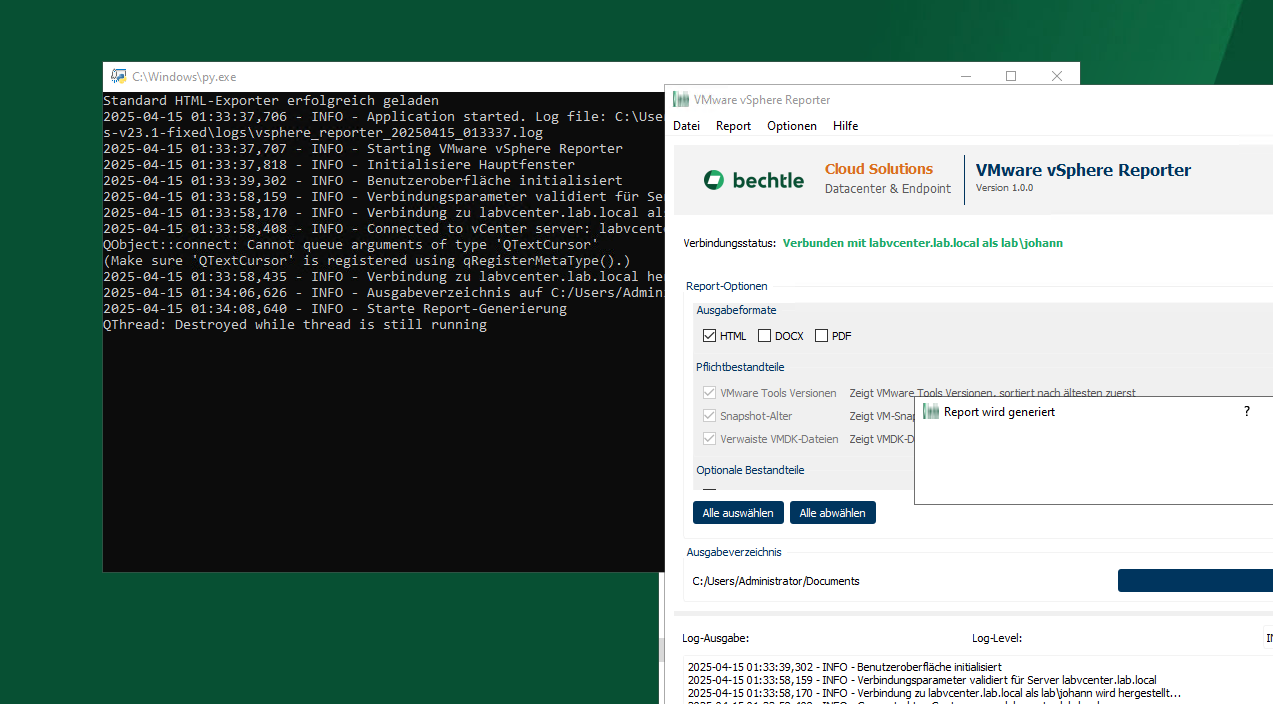 C:\Windows\py.exe
Standard HTML-Exporter erfolgreich geladen
2025-04-15 01:33:37,706 - INFO - Application started. Log file: C:\Use
s-v23.1-fixed\logs\vsphere_reporter_20250415_013337.log
2025-04-15 01:33:37,707 - INFO - Starting VMware vSphere Reporter
2025-04-15 01:33:37,818 - INFO - Initialisiere Hauptfenster
2025-04-15 01:33:39,302 - INFO - Benutzeroberfläche initialisiert
2025-04-15 01:33:58,159 - INFO - Verbindungsparameter validiert für Se
2025-04-15 01:33:58,170 - INFO - Verbindung zu labvcenter.lab.local al
2025-04-15 01:33:58,408 - INFO - Connected to vCenter server: labvcent
QObject::connect: Cannot queue arguments of type 'QTextCursor'
(Make sure 'QTextCursor' is registered using qRegisterMetaType().)
2025-04-15 01:33:58,435 - INFO - Verbindung zu labvcenter.lab.local he
2025-04-15 01:34:06,626 - INFO - Ausgabeverzeichnis auf C:/Users/Admin
2025-04-15 01:34:08,640 - INFO - Starte Report-Generierung
QThread: Destroyed while thread is still running
VMware vSphere Reporter
Datei Report Optionen Hilfe
bechtle
Cloud Solutions
Datacenter & Endpoint
VMware vSphere Reporter
Version 1.0.0
Verbindungsstatus: Verbunden mit labvcenter.lab.local als lab\johann
Report-Optionen
Ausgabeformate
HTML DOCX PDF
Pflichtbestandteile
VMware Tools Versionen Zeigt VMware Tools Versionen, sortiert nach ältesten zuerst
Snapshot-Alter Zeigt VM-Snap
Verwaiste VMDK-Dateien Zeigt VMDK-D
Report wird generiert ?
Optionale Bestandteile
Alle auswählen Alle abwählen
Ausgabeverzeichnis
C:/Users/Administrator/Documents
Log-Ausgabe: Log-Level: IN
2025-04-15 01:33:39,302 - INFO - Benutzeroberfläche initialisiert
2025-04-15 01:33:58,159 - INFO - Verbindungsparameter validiert für Server labvcenter.lab.local
2025-04-15 01:33:58,170 - INFO - Verbindung zu labvcenter.lab.local als lab\johann wird hergestellt...